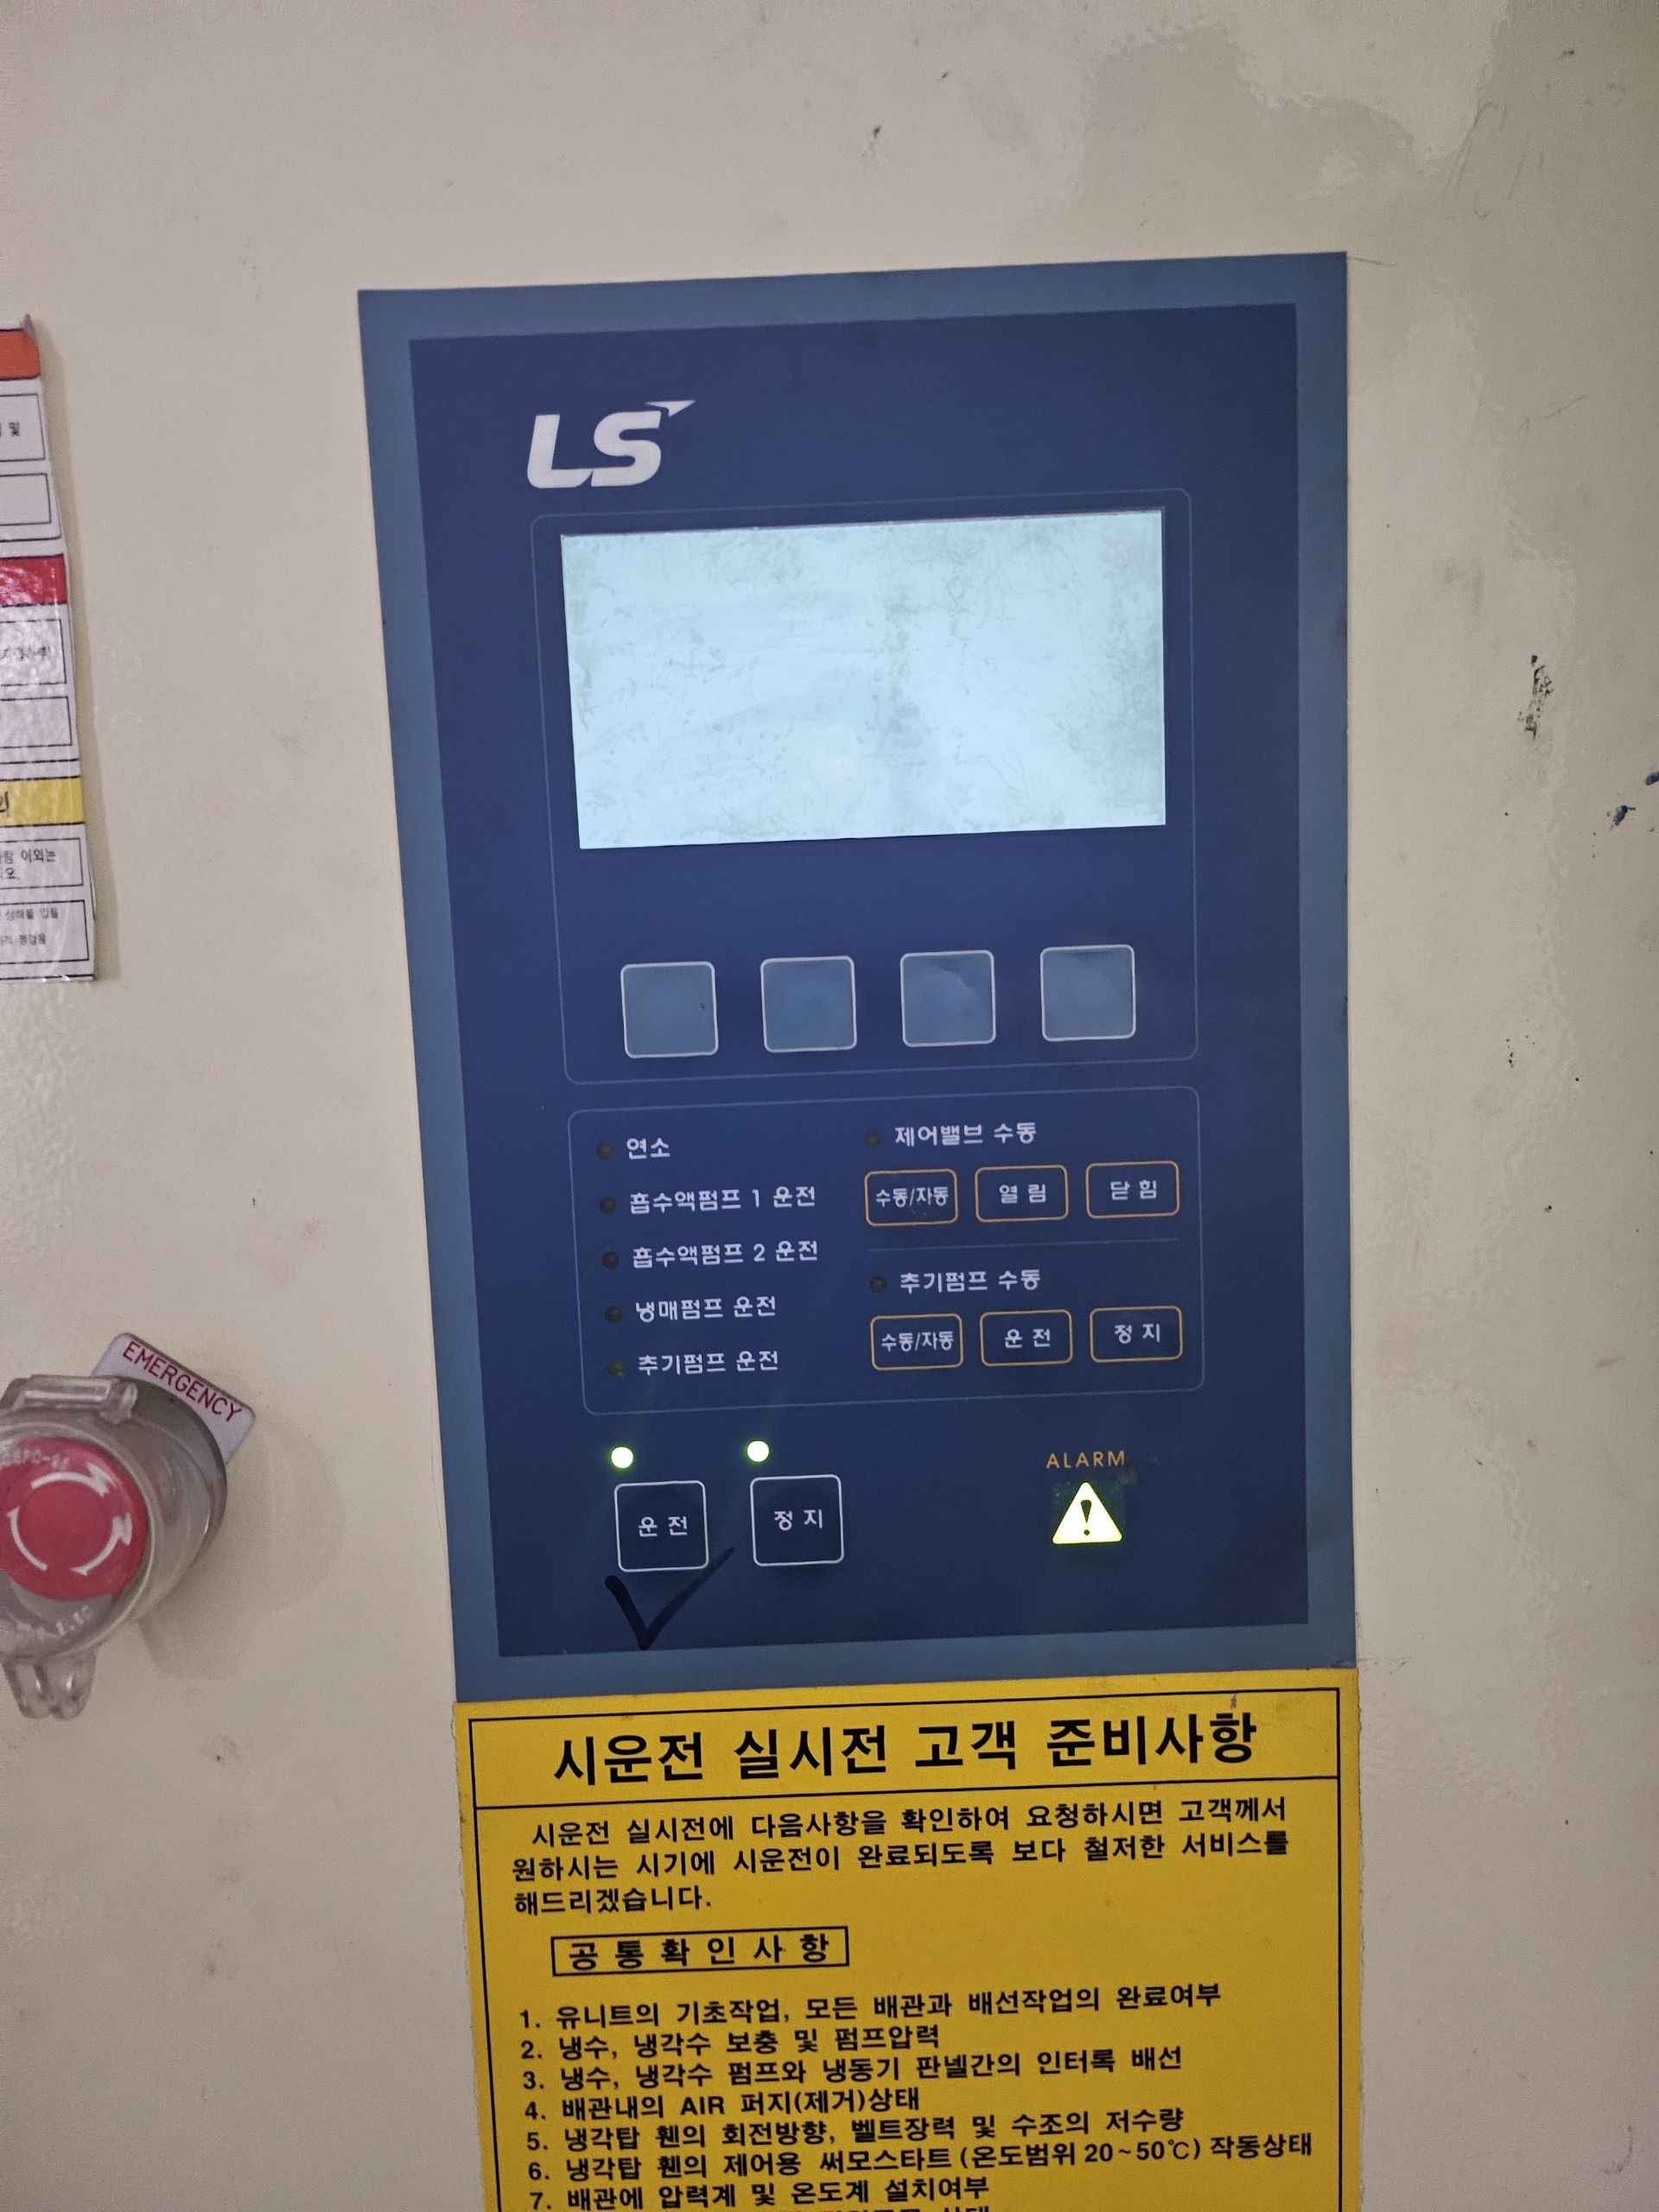 LS
및
의
이외는
EMERGENCY
연소
흡수액펌프 1 운전
흡수액펌프 2 운전
냉매펌프 운전
추기펌프 운전
제어밸브 수동
수동/자동
열 림
닫 힘
추기펌프 수동
수동/자동
운 전
정 지
운 전
정 지
ALARM
시운전 실시전 고객 준비사항
시운전 실시전에 다음사항을 확인하여 요청하시면 고객께서
원하시는 시기에 시운전이 완료되도록 보다 철저한 서비스를
해드리겠습니다.
공 통 확 인 사 항
1. 유니트의 기초작업, 모든 배관과 배선작업의 완료여부
2. 냉수, 냉각수 보충 및 펌프압력
3. 냉수, 냉각수 펌프와 냉동기 판넬간의 인터록 배선
4. 배관내의 AIR 퍼지(제거)상태
5. 냉각탑 휀의 회전방향, 벨트장력 및 수조의 저수량
6. 냉각탑 휀의 제어용 써모스타트(온도범위 20~50℃) 작동상태
7. 배관에 압력계 및 온도계 설치여부